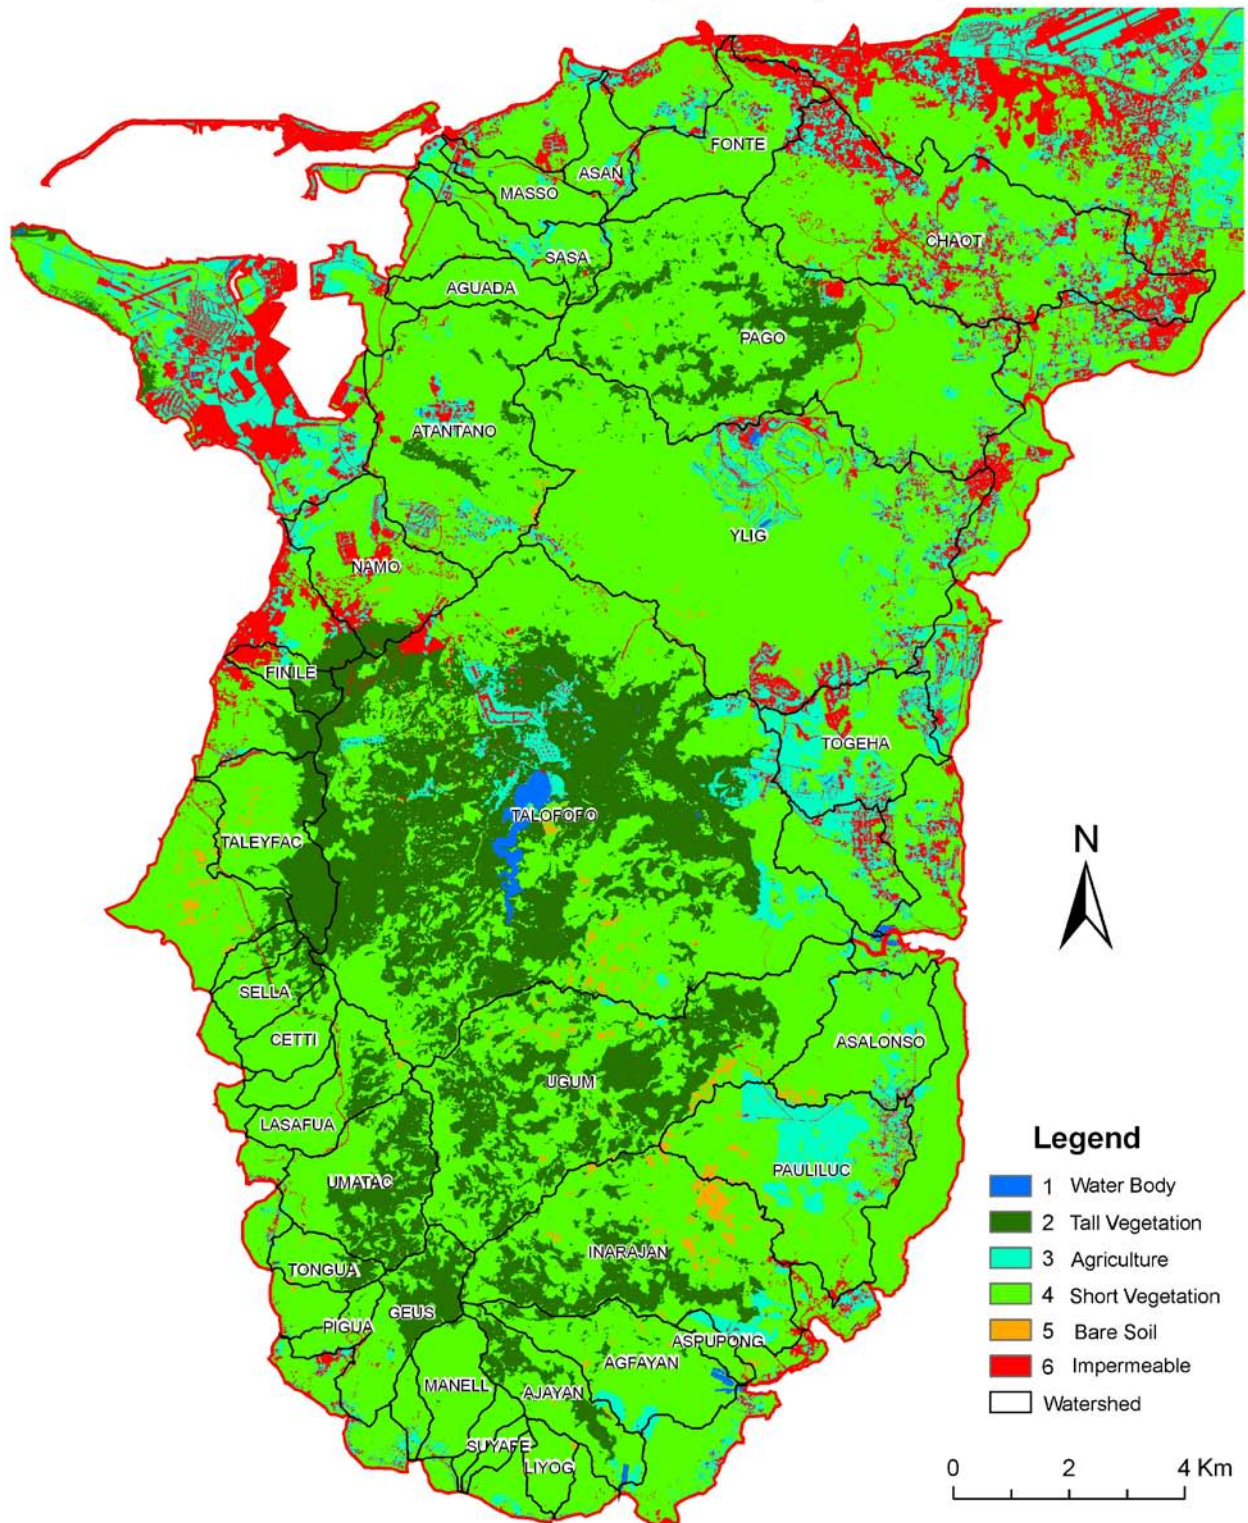 FONTE
ASAN
MASSO
CHAOT
SASA
AGUADA
PAGO
ATANTANO
YLIG
NAMO
FINILE
TOGEHA
TALOFOFO
TALEYFAC
N
SELLA
CETTI
ASALONSO
UGUM
LASAFUA
PAULILUC
UMATAC
INARAJAN
TONGUA
GEUS
PIGUA
ASPUPONG
AGFAYAN
MANELL
AJAYAN
SUYAFE
LIYOG
Legend
1 Water Body
2 Tall Vegetation
3 Agriculture
4 Short Vegetation
5 Bare Soil
6 Impermeable
Watershed
0 2 4 Km